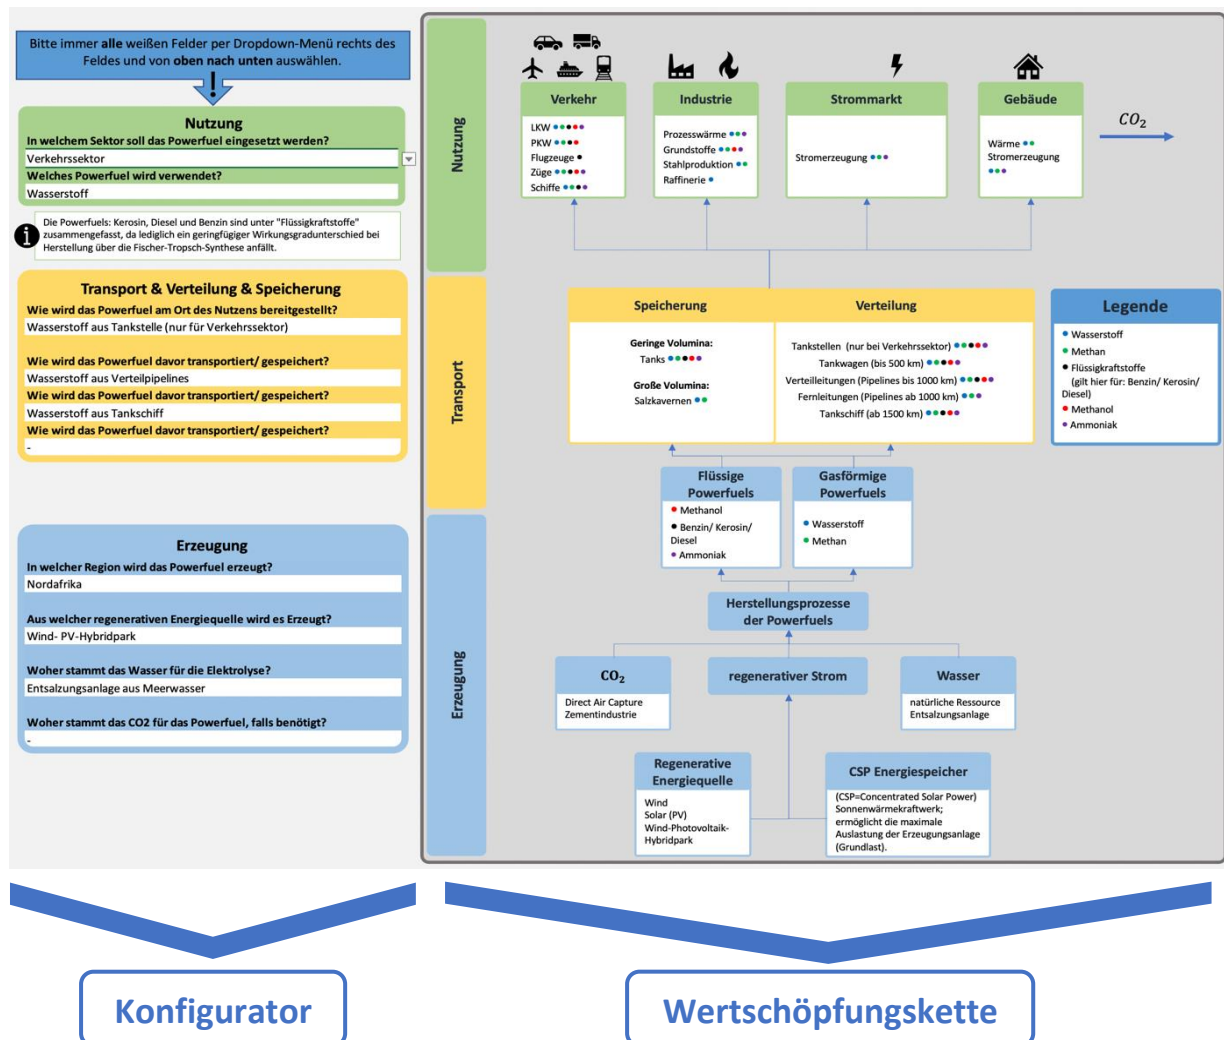 Bitte immer alle weißen Felder per Dropdown-Menü rechts des
Feldes und von oben nach unten auswählen.
!
Nutzung
In welchem Sektor soll das Powerfuel eingesetzt werden?
Verkehrssektor
Welches Powerfuel wird verwendet?
Wasserstoff
i
Die Powerfuels: Kerosin, Diesel und Benzin sind unter "Flüssigkraftstoffe"
zusammengefasst, da lediglich ein geringfügiger Wirkungsgradunterschied bei
Herstellung über die Fischer-Tropsch-Synthese anfällt.
Transport & Verteilung & Speicherung
Wie wird das Powerfuel am Ort des Nutzens bereitgestellt?
Wasserstoff aus Tankstelle (nur für Verkehrssektor)
Wie wird das Powerfuel davor transportiert/ gespeichert?
Wasserstoff aus Verteilpipelines
Wie wird das Powerfuel davor transportiert/ gespeichert?
Wasserstoff aus Tankschiff
Wie wird das Powerfuel davor transportiert/ gespeichert?
-
Erzeugung
In welcher Region wird das Powerfuel erzeugt?
Nordafrika
Aus welcher regenerativen Energiequelle wird es Erzeugt?
Wind- PV-Hybridpark
Woher stammt das Wasser für die Elektrolyse?
Entsalzungsanlage aus Meerwasser
Woher stammt das CO2 für das Powerfuel, falls benötigt?
-
Nutzung
Verkehr
LKW
PKW
Flugzeuge
Züge
Schiffe
Industrie
Prozesswärme
Grundstoffe
Stahlproduktion
Raffinerie
Strommarkt
Stromerzeugung
Gebäude
Wärme
Stromerzeugung
CO₂
Transport
Speicherung
Geringe Volumina:
Tanks
Große Volumina:
Salzkavernen
Verteilung
Tankstellen (nur bei Verkehrssektor)
Tankwagen (bis 500 km)
Verteilleitungen (Pipelines bis 1000 km)
Fernleitungen (Pipelines ab 1000 km)
Tankschiff (ab 1500 km)
Legende
Wasserstoff
Methan
Flüssigkraftstoffe
(gilt hier für: Benzin/ Kerosin/
Diesel)
Methanol
Ammoniak
Flüssige
Powerfuels
Methanol
Benzin/ Kerosin/
Diesel
Ammoniak
Gasförmige
Powerfuels
Wasserstoff
Methan
Erzeugung
Herstellungsprozesse
der Powerfuels
CO₂
Direct Air Capture
Zementindustrie
regenerativer Strom
Wasser
natürliche Ressource
Entsalzungsanlage
Regenerative
Energiequelle
Wind
Solar (PV)
Wind-Photovoltaik-
Hybridpark
CSP Energiespeicher
(CSP=Concentrated Solar Power)
Sonnenwärmekraftwerk;
ermöglicht die maximale
Auslastung der Erzeugungsanlage
(Grundlast).
Konfigurator
Wertschöpfungskette